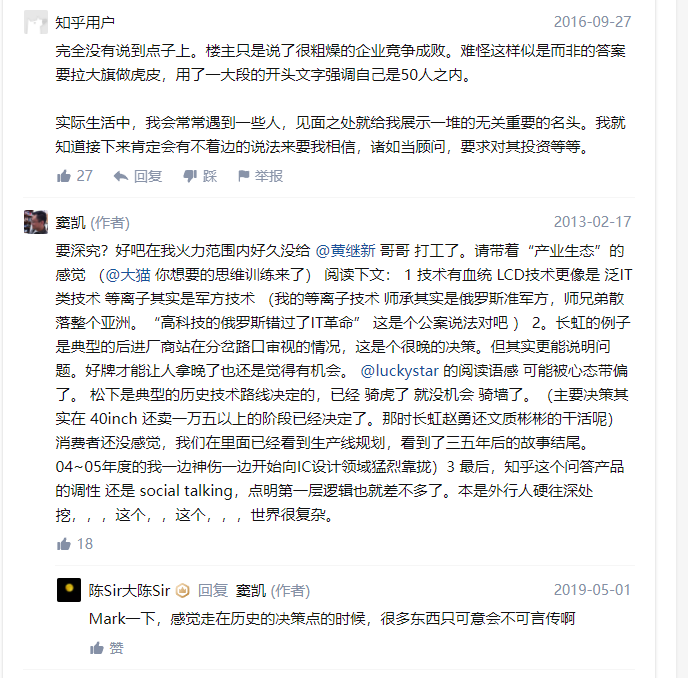 知乎用户 2016-09-27
完全没有说到点子上。楼主只是说了很粗燥的企业竞争成败。难怪这样似是而非的答案
要拉大旗做虎皮，用了一大段的开头文字强调自己是50人之内。
实际生活中，我会常常遇到一些人，见面之处就给我展示一堆的无关重要的名头。我就
知道接下来肯定会有不着边的说法来要我相信，诸如当顾问，要求对其投资等等。
27 回复 踩 举报
窦凯 (作者) 2013-02-17
要深究？好吧在我火力范围内好久没给 @黄继新 哥哥 打工了。请带着“产业生态”的
感觉 （@大猫 你想要的思维训练来了） 阅读下文： 1 技术有血统 LCD技术更像是 泛IT
类技术 等离子其实是军方技术 （我的等离子技术 师承其实是俄罗斯准军方，师兄弟散
落整个亚洲。“高科技的俄罗斯错过了IT革命” 这是个公案说法对吧 ） 2。长虹的例子
是典型的后进厂商站在分岔路口审视的情况，这是个很晚的决策。但其实更能说明问
题。好牌才能让人拿晚了也还是觉得有机会。 @luckystar 的阅读语感 可能被心态带偏
了。 松下是典型的历史技术路线决定的，已经 骑虎了 就没机会 骑墙了。（主要决策其
实在 40inch 还卖一万五以上的阶段已经决定了。那时长虹赵勇还文质彬彬的干活呢）
消费者还没感觉，我们在里面已经看到生产线规划，看到了三五年后的故事结尾。
04~05年度的我一边神伤一边开始向IC设计领域猛烈靠拢）3 最后，知乎这个问答产品
的调性 还是 social talking，点明第一层逻辑也就差不多了。本是外行人硬往深处
挖，，，这个，，这个，，，世界很复杂。
18
陈Sir大陈Sir 回复 窦凯 (作者) 2019-05-01
Mark一下，感觉走在历史的决策点的时候，很多东西只可意会不可言传啊
赞